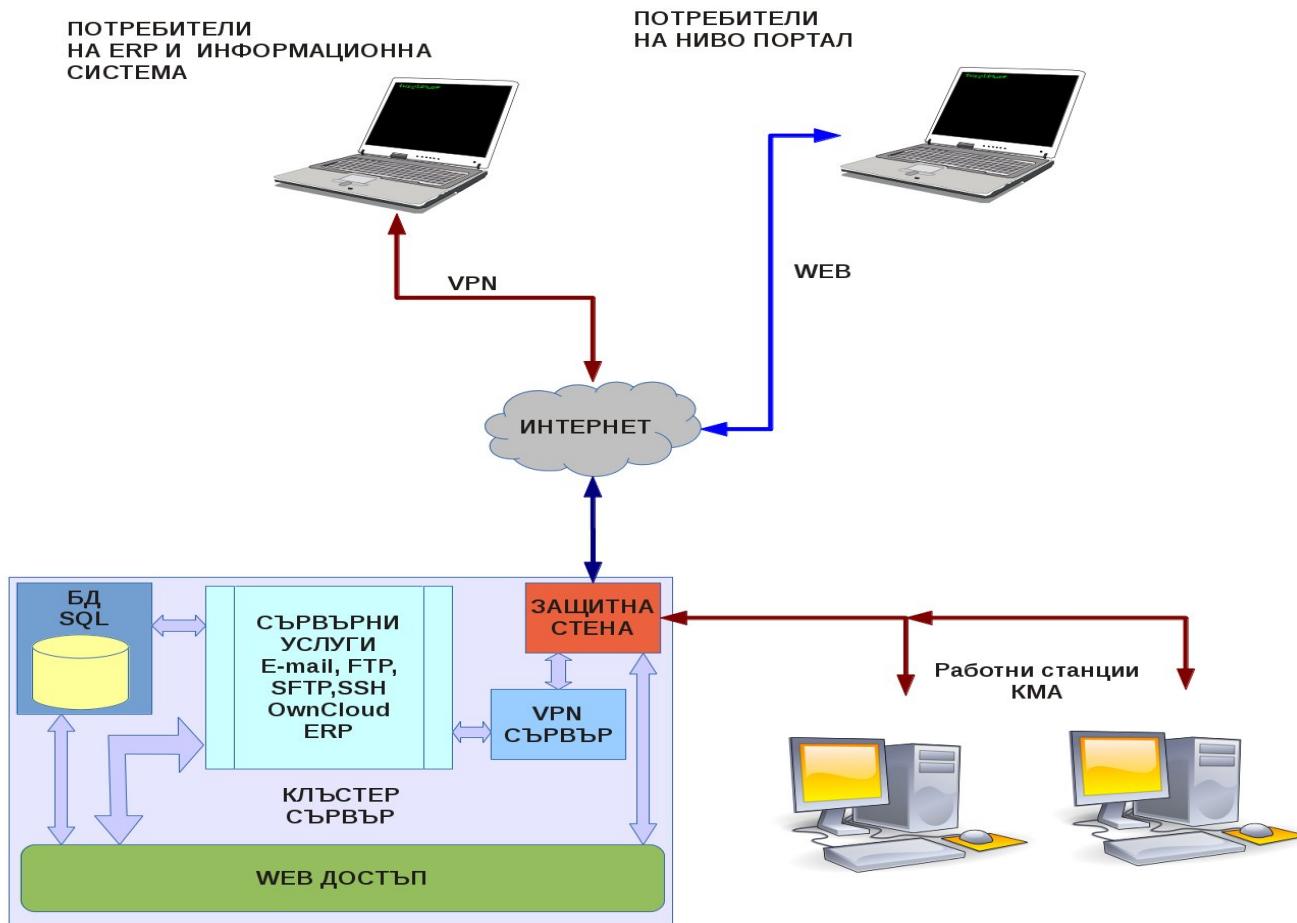 ПОТРЕБИТЕЛИ
НА ERP И ИНФОРМАЦИОННА
СИСТЕМА
ПОТРЕБИТЕЛИ
НА НИВО ПОРТАЛ
VPN
WEB
ИНТЕРНЕТ
БД
SQL
СЪРВЪРНИ
УСЛУГИ
E-mail, FTP,
SFTP,SSH
OwnCloud
ERP
ЗАЩИТНА
СТЕНА
VPN
СЪРВЪР
Работни станции
КМА
КЛЪСТЕР
СЪРВЪР
WEB ДОСТЪП